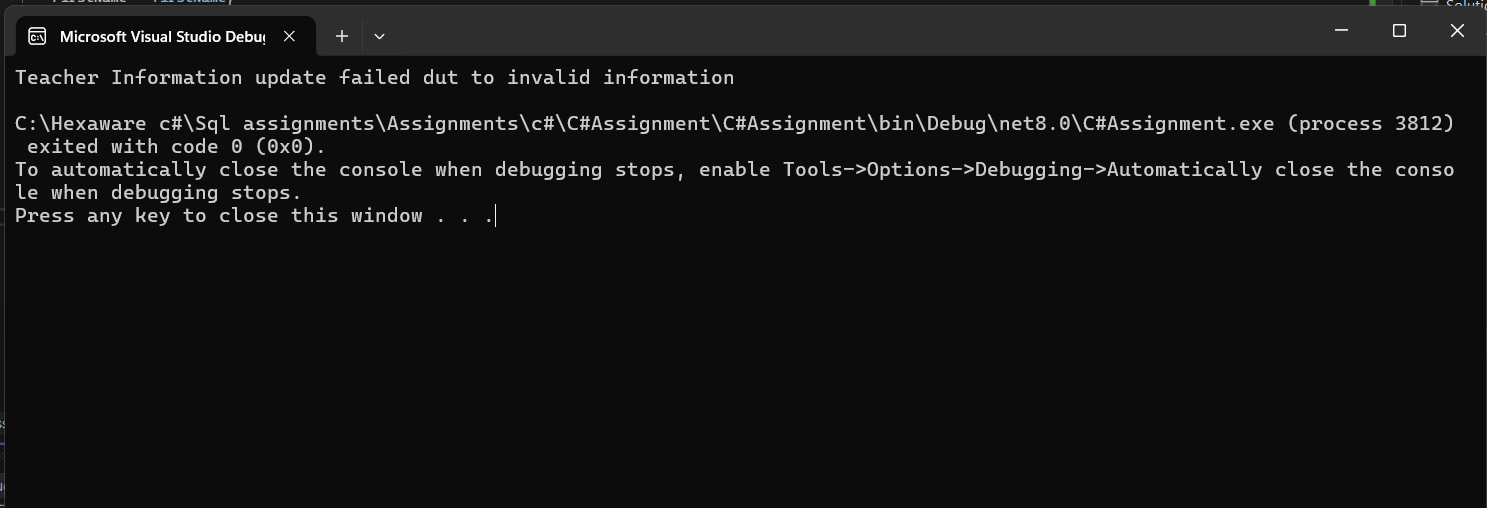 Microsoft Visual Studio Debu
Teacher Information update failed dut to invalid information
C:\Hexaware c#\Sql assignments\Assignments\c#\C#Assignment\C#Assignment\bin\Debug\net8.0\C#Assignment.exe (process 3812)
exited with code 0 (0x0).
To automatically close the console when debugging stops, enable Tools->Options->Debugging->Automatically close the conso
le when debugging stops.
Press any key to close this window . . .